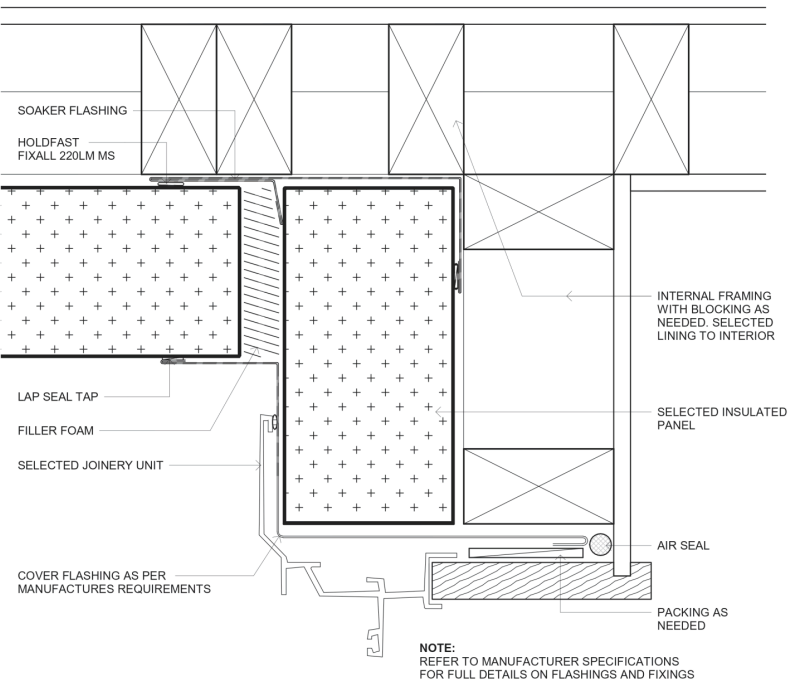 SOAKER FLASHING
HOLDFAST
FIXALL 220LM MS
LAP SEAL TAP
FILLER FOAM
SELECTED JOINERY UNIT
COVER FLASHING AS PER
MANUFACTURES REQUIREMENTS
INTERNAL FRAMING
WITH BLOCKING AS
NEEDED. SELECTED
LINING TO INTERIOR
SELECTED INSULATED
PANEL
AIR SEAL
PACKING AS
NEEDED
NOTE:
REFER TO MANUFACTURER SPECIFICATIONS
FOR FULL DETAILS ON FLASHINGS AND FIXINGS